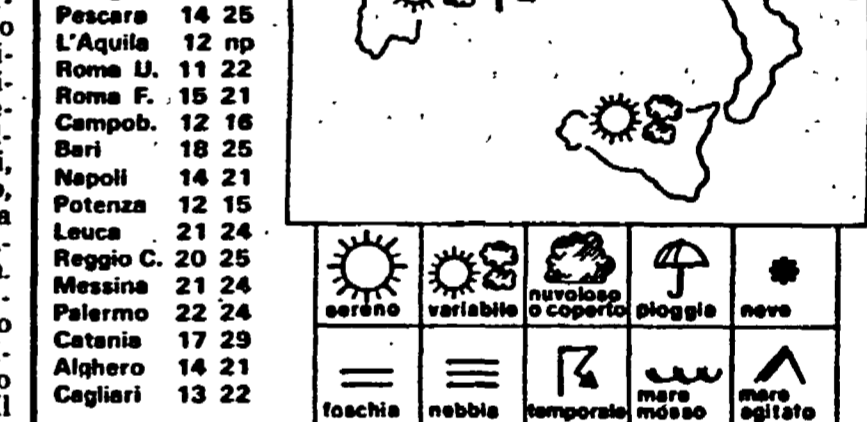 Pescara 14 25
L'Aquila 12 np
Roma U. 11 22
Roma F. 15 21
Campob. 12 16
Bari 18 25
Napoli 14 21
Potenza 12 15
Leuca 21 24
Reggio C. 20 25
Messina 21 24
Palermo 22 24
Catania 17 29
Alghero 14 21
Cagliari 13 22
sereno
variabile
nuvoloso
o coperto
pioggia
neve
foschia
nebbia
temporale
mare
mosso
mare
agitato